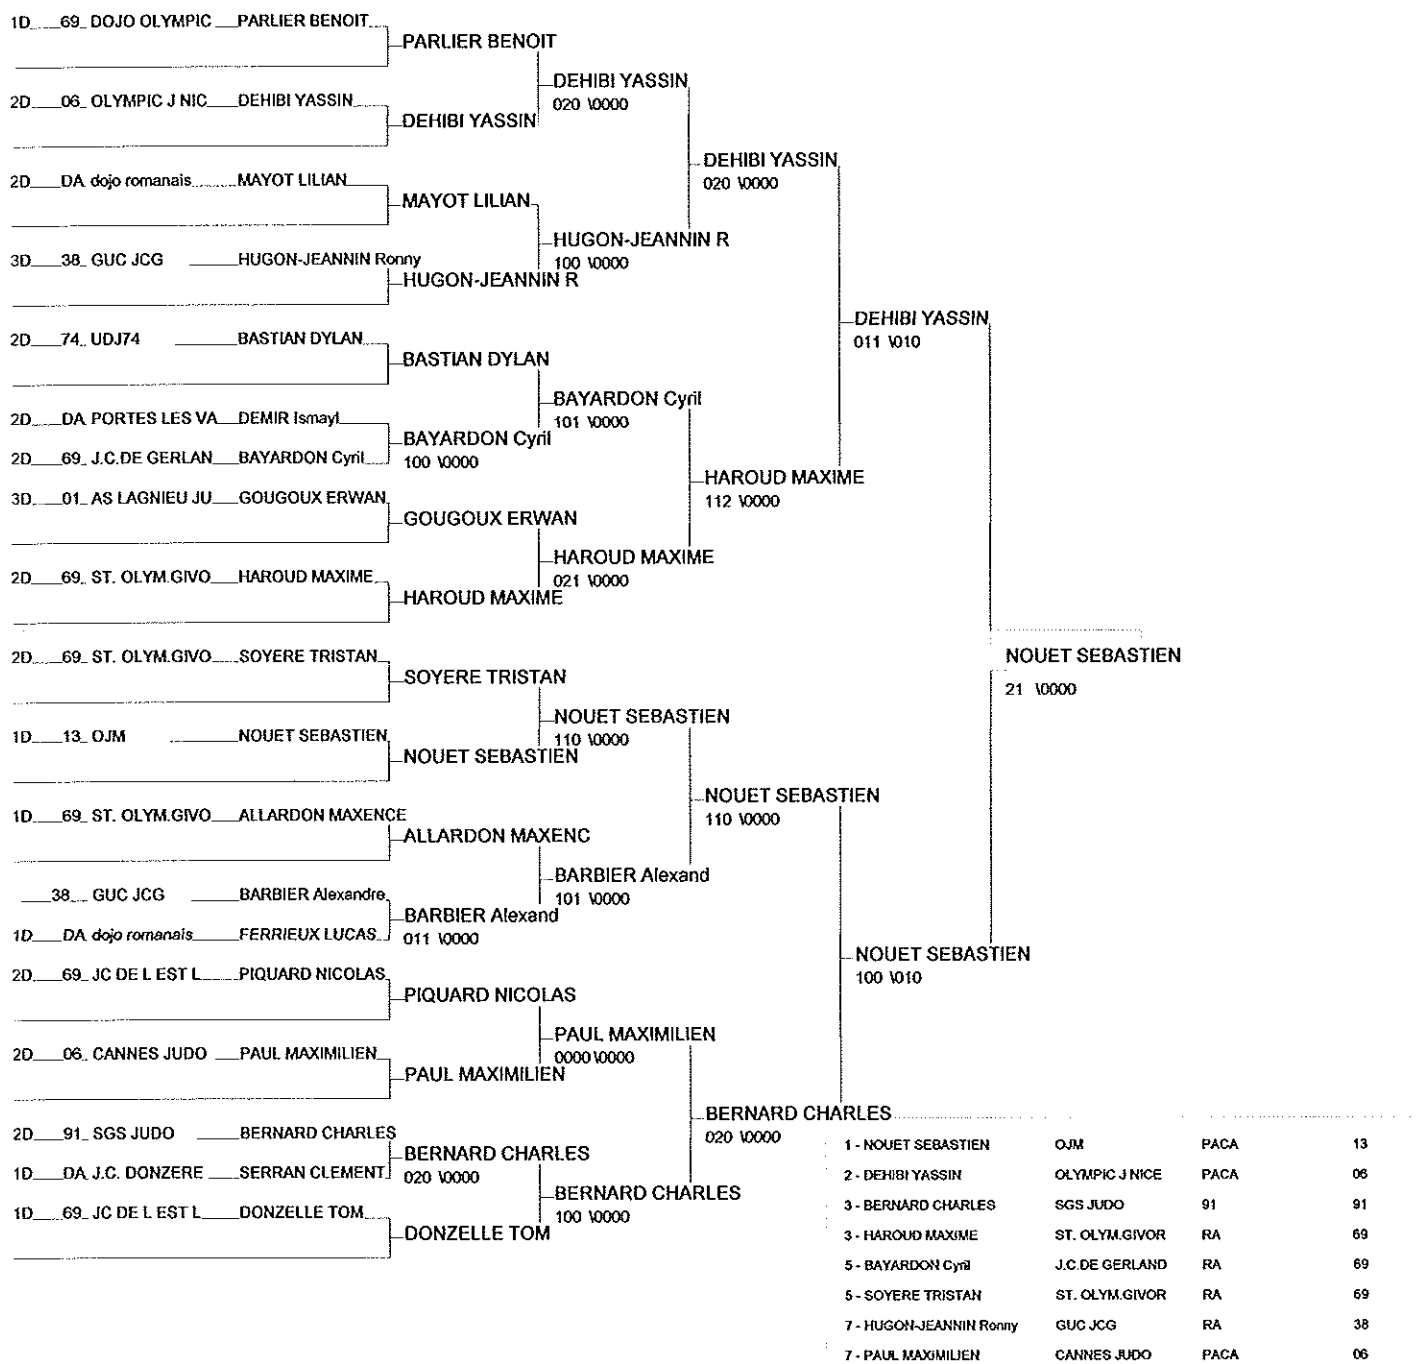 1D 69 DOJO OLYMPIC PARLIER BENOIT
PARLIER BENOIT
DEHIBI YASSIN
020 \0000
2D 06 OLYMPIC J NIC DEHIBI YASSIN
DEHIBI YASSIN
DEHIBI YASSIN
020 \0000
2D DA dojo romanais MAYOT LILIAN
MAYOT LILIAN
HUGON-JEANNIN R
100 \0000
3D 38 GUC JCG HUGON-JEANNIN Ronny
HUGON-JEANNIN R
DEHIBI YASSIN
011 \010
2D 74 UDJ74 BASTIAN DYLAN
BASTIAN DYLAN
BAYARDON Cyril
101 \0000
2D DA PORTES LES VA DEMIR Ismayl
BAYARDON Cyril
100 \0000
2D 69 J.C.DE GERLAN BAYARDON Cyril
HAROUD MAXIME
112 \0000
3D 01 AS LAGNIEU JU GOUGOUX ERWAN
GOUGOUX ERWAN
HAROUD MAXIME
021 \0000
2D 69 ST. OLYM.GIVO HAROUD MAXIME
HAROUD MAXIME
NOUET SEBASTIEN
21 \0000
2D 69 ST. OLYM.GIVO SOYERE TRISTAN
SOYERE TRISTAN
NOUET SEBASTIEN
110 \0000
1D 13 OJM NOUET SEBASTIEN
NOUET SEBASTIEN
NOUET SEBASTIEN
110 \0000
1D 69 ST. OLYM.GIVO ALLARDON MAXENCE
ALLARDON MAXENC
BARBIER Alexand
101 \0000
38 GUC JCG BARBIER Alexandre
BARBIER Alexand
011 \0000
1D DA dojo romanais FERRIEUX LUCAS
NOUET SEBASTIEN
100 \010
2D 69 JC DE L EST L PIQUARD NICOLAS
PIQUARD NICOLAS
PAUL MAXIMILIEN
0000 \0000
2D 06 CANNES JUDO PAUL MAXIMILIEN
PAUL MAXIMILIEN
BERNARD CHARLES
020 \0000
2D 91 SGS JUDO BERNARD CHARLES
BERNARD CHARLES
020 \0000
1D DA J.C. DONZERE SERRAN CLEMENT
BERNARD CHARLES
100 \0000
1D 69 JC DE L EST L DONZELLE TOM
DONZELLE TOM
1 - NOUET SEBASTIEN OJM PACA 13
2 - DEHIBI YASSIN OLYMPIC J NICE PACA 06
3 - BERNARD CHARLES SGS JUDO 91 91
3 - HAROUD MAXIME ST. OLYM.GIVOR RA 69
5 - BAYARDON Cyril J.C.DE GERLAND RA 69
5 - SOYERE TRISTAN ST. OLYM.GIVOR RA 69
7 - HUGON-JEANNIN Ronny GUC JCG RA 38
7 - PAUL MAXIMILIEN CANNES JUDO PACA 06